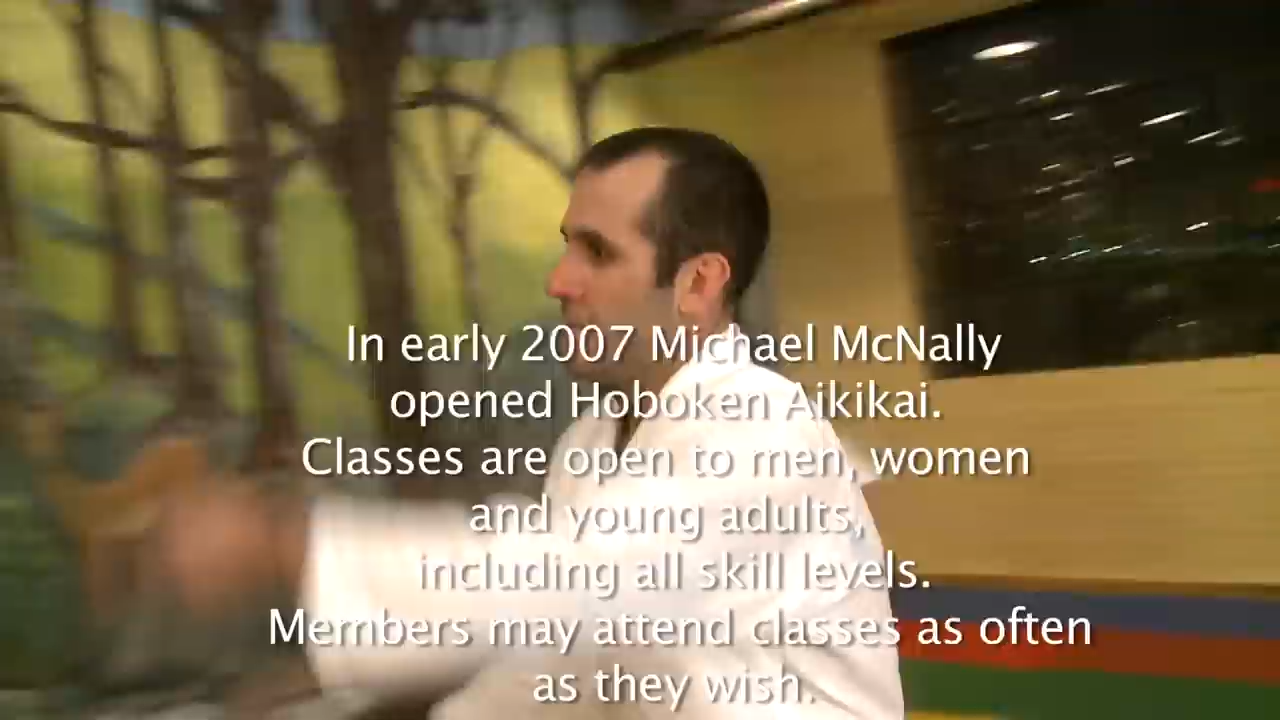 In early 2007 Michael McNally
opened Hoboken Aikikai.
Classes are open to men, women
and young adults,
including all skill levels.
Members may attend classes as often
as they wish.